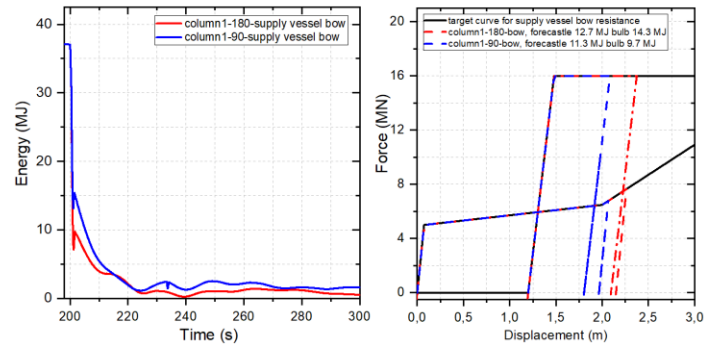 column1-180-supply vessel bow
column1-90-supply vessel bow
Energy (MJ)
40
30
20
10
0
200 220 240 260 280 300
Time (s)
target curve for supply vessel bow resistance
column1-180-bow, forecastle 12.7 MJ bulb 14.3 MJ
column1-90-bow, forecastle 11.3 MJ bulb 9.7 MJ
Force (MN)
20
16
12
8
4
0
0,0 0,5 1,0 1,5 2,0 2,5 3,0
Displacement (m)